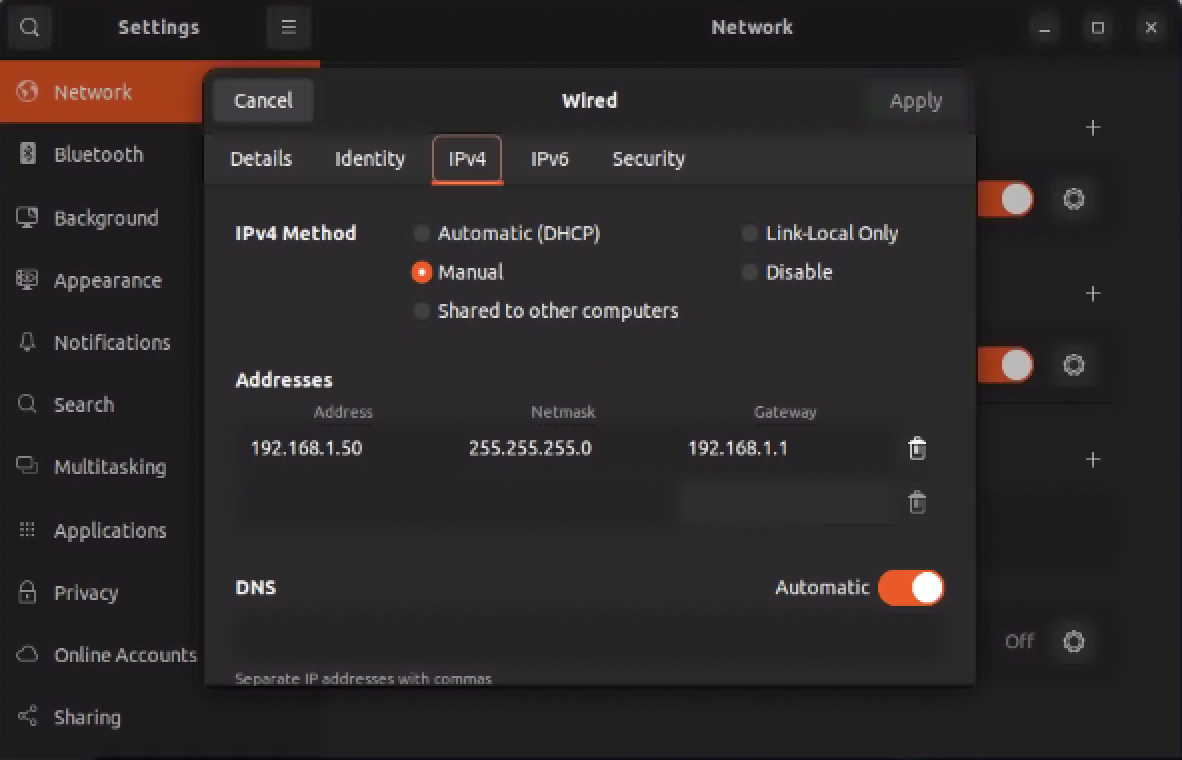 Settings
Network
Network
Bluetooth
Background
Appearance
Notifications
Search
Multitasking
Applications
Privacy
Online Accounts
Sharing
Cancel
Wired
Apply
Details
Identity
IPv4
IPv6
Security
IPv4 Method
Automatic (DHCP)
Link-Local Only
Manual
Disable
Shared to other computers
Addresses
Address
Netmask
Gateway
192.168.1.50
255.255.255.0
192.168.1.1
DNS
Automatic
Separate IP addresses with commas
Off